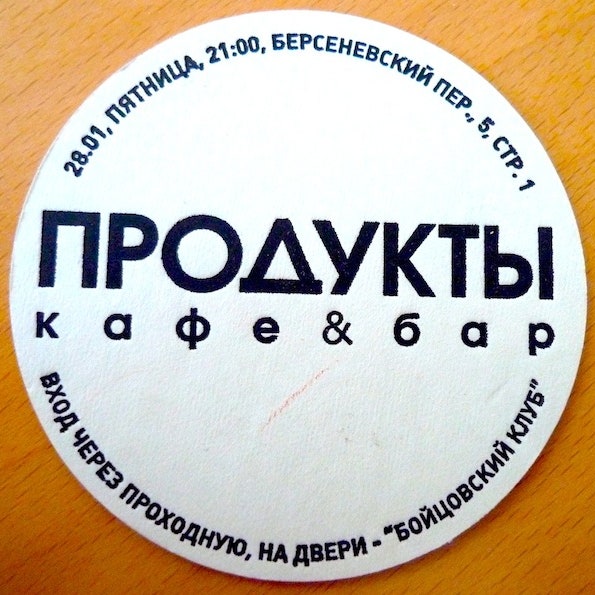 28.01, ПЯТНИЦА, 21:00, БЕРСЕНЕВСКИЙ ПЕР., 5, СТР. 1
ПРОДУКТЫ
кафе&бар
ВХОД ЧЕРЕЗ ПРОХОДНУЮ, НА ДВЕРИ - "БОЙЦОВСКИЙ КЛУБ"